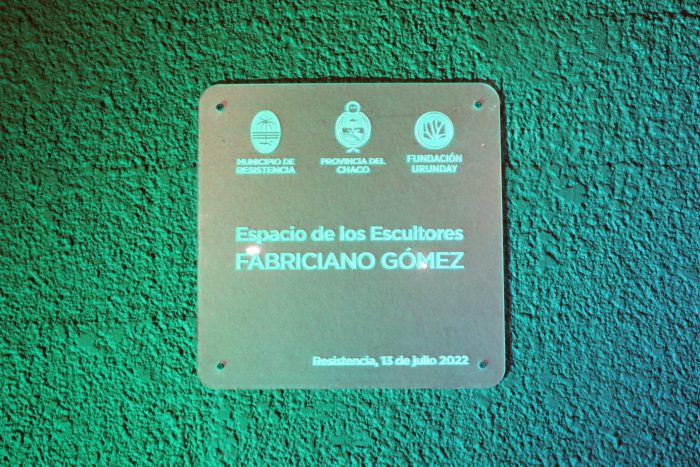 MUNICIPIO DE
RESISTENCIA
PROVINCIA DEL
CHACO
FUNDACIÓN
URUNDAY
Espacio de los Escultores
FABRICIANO GÓMEZ
Resistencia, 13 de julio 2022